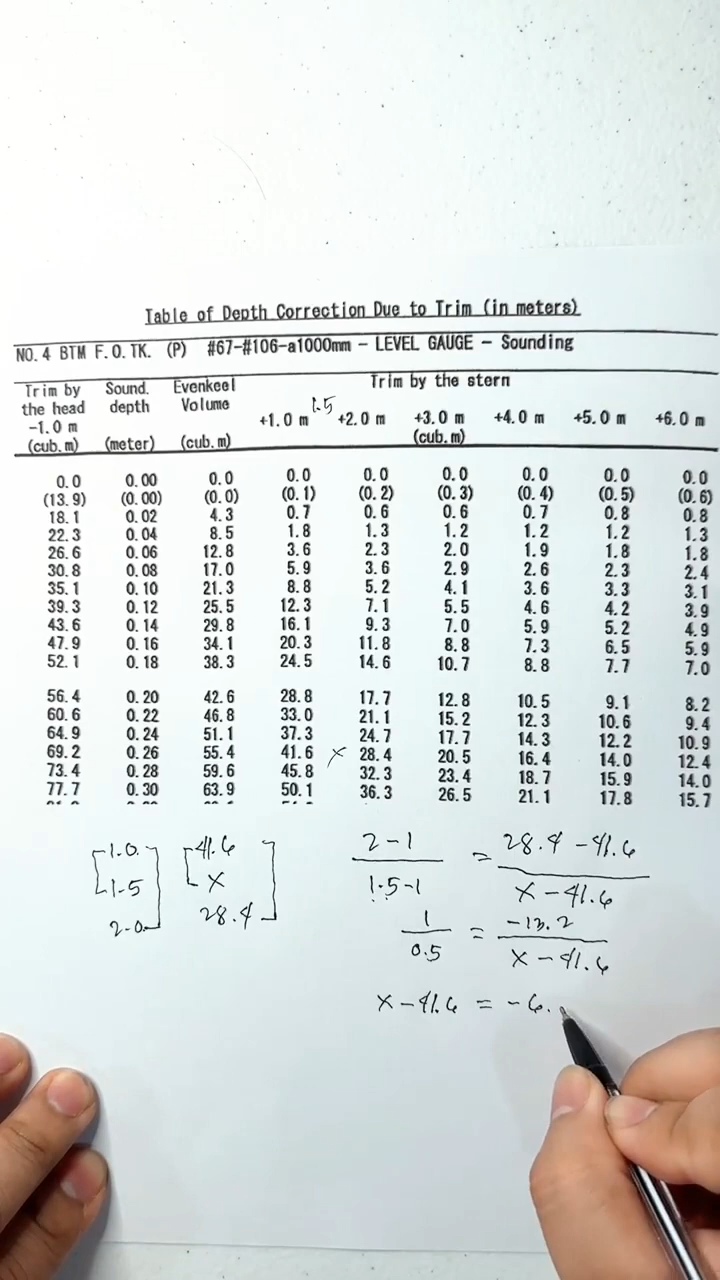 Table of Depth Correction Due to Trim (in meters)
NO. 4 BTM F. O. TK. (P) #67-#106-a1000mm - LEVEL GAUGE - Sounding
Trim by the head -1.0 m (cub. m) Sound. depth (meter) Evenkeel Volume (cub. m) Trim by the stern
+1.0 m 1.5 +2.0 m +3.0 m (cub. m) +4.0 m +5.0 m +6.0 m
0.0 0.00 0.0 0.0 0.0 0.0 0.0 0.0 0.0
(13.9) (0.00) (0.0) (0.1) (0.2) (0.3) (0.4) (0.5) (0.6)
18.1 0.02 4.3 0.7 0.6 0.6 0.7 0.8 0.8
22.3 0.04 8.5 1.8 1.3 1.2 1.2 1.2 1.3
26.6 0.06 12.8 3.6 2.3 2.0 1.9 1.8 1.8
30.8 0.08 17.0 5.9 3.6 2.9 2.6 2.3 2.4
35.1 0.10 21.3 8.8 5.2 4.1 3.6 3.3 3.1
39.3 0.12 25.5 12.3 7.1 5.5 4.6 4.2 3.9
43.6 0.14 29.8 16.1 9.3 7.0 5.9 5.2 4.9
47.9 0.16 34.1 20.3 11.8 8.8 7.3 6.5 5.9
52.1 0.18 38.3 24.5 14.6 10.7 8.8 7.7 7.0
56.4 0.20 42.6 28.8 17.7 12.8 10.5 9.1 8.2
60.6 0.22 46.8 33.0 21.1 15.2 12.3 10.6 9.4
64.9 0.24 51.1 37.3 24.7 17.7 14.3 12.2 10.9
69.2 0.26 55.4 41.6 x 28.4 20.5 16.4 14.0 12.4
73.4 0.28 59.6 45.8 32.3 23.4 18.7 15.9 14.0
77.7 0.30 63.9 50.1 36.3 26.5 21.1 17.8 15.7
1.0 41.6
1.5 x
2.0 28.4
2-1 = 28.4-41.6
1.5-1 x-41.6
1 = -13.2
0.5 x-41.6
x-41.6 = -6.